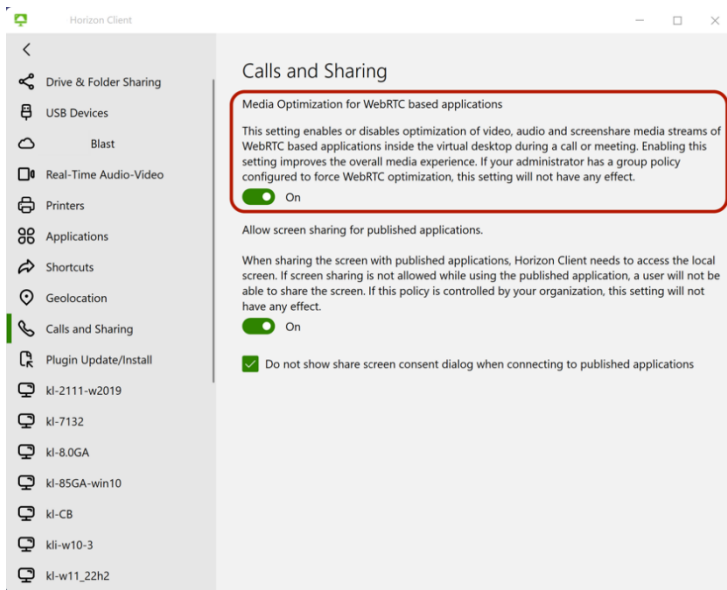 Horizon Client
Drive & Folder Sharing
USB Devices
Blast
Real-Time Audio-Video
Printers
Applications
Shortcuts
Geolocation
Calls and Sharing
Plugin Update/Install
kl-2111-w2019
kl-7132
kl-8.0GA
kl-85GA-win10
kl-CB
kli-w10-3
kl-w11_22h2
Calls and Sharing
Media Optimization for WebRTC based applications
This setting enables or disables optimization of video, audio and screenshare media streams of
WebRTC based applications inside the virtual desktop during a call or meeting. Enabling this
setting improves the overall media experience. If your administrator has a group policy
configured to force WebRTC optimization, this setting will not have any effect.
On
Allow screen sharing for published applications.
When sharing the screen with published applications, Horizon Client needs to access the local
screen. If screen sharing is not allowed while using the published application, a user will not be
able to share the screen. If this policy is controlled by your organization, this setting will not
have any effect.
On
Do not show share screen consent dialog when connecting to published applications